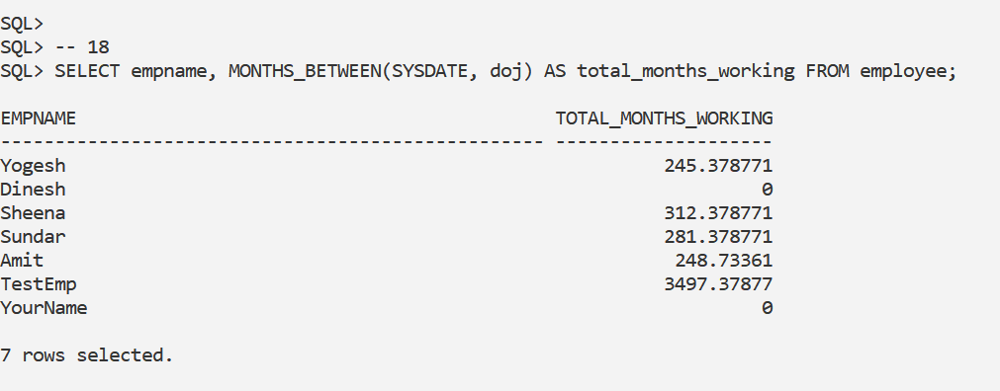 SQL>
SQL> -- 18
SQL> SELECT empname, MONTHS_BETWEEN(SYSDATE, doj) AS total_months_working FROM employee;
EMPNAME                                            TOTAL_MONTHS_WORKING
-------------------------------------------------- --------------------
Yogesh                                                       245.378771
Dinesh                                                                0
Sheena                                                       312.378771
Sundar                                                       281.378771
Amit                                                          248.73361
TestEmp                                                      3497.37877
YourName                                                              0
7 rows selected.